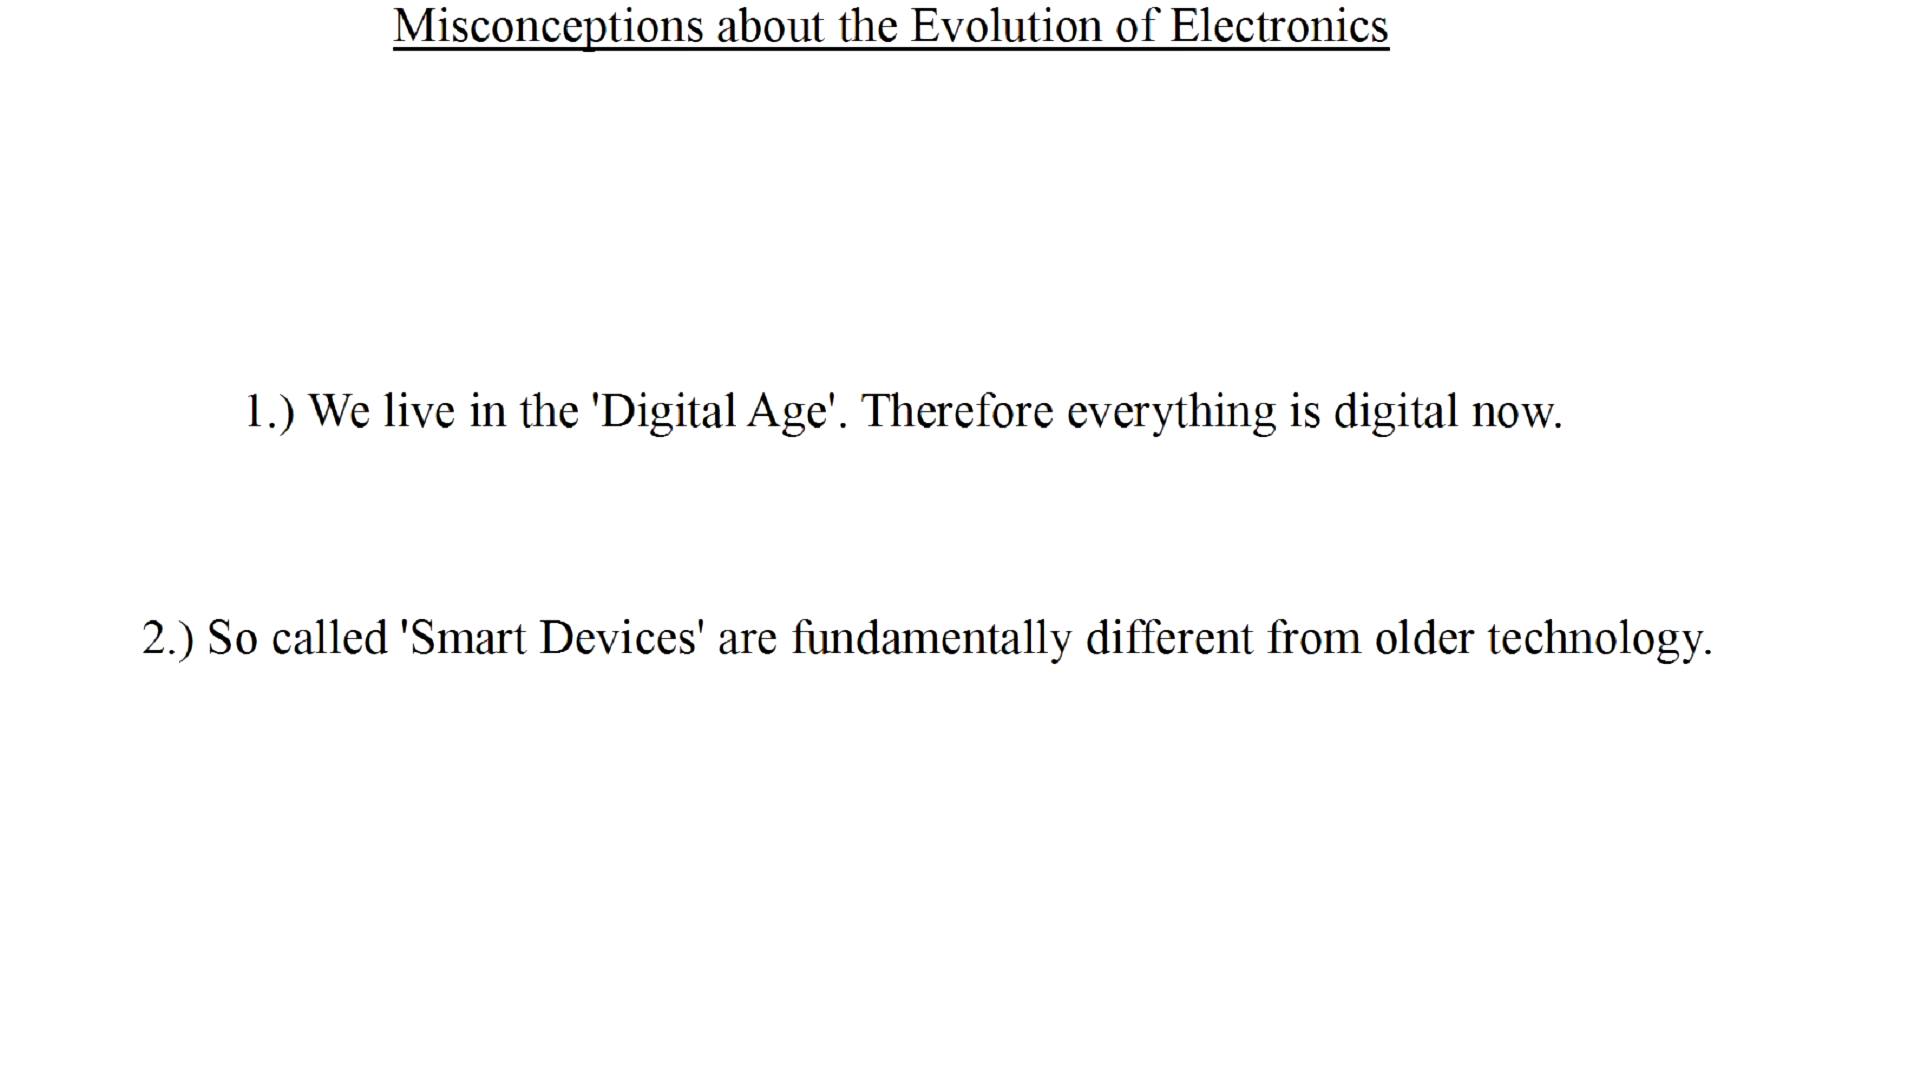 Misconceptions about the Evolution of Electronics
1.) We live in the 'Digital Age'. Therefore everything is digital now.
2.) So called 'Smart Devices' are fundamentally different from older technology.